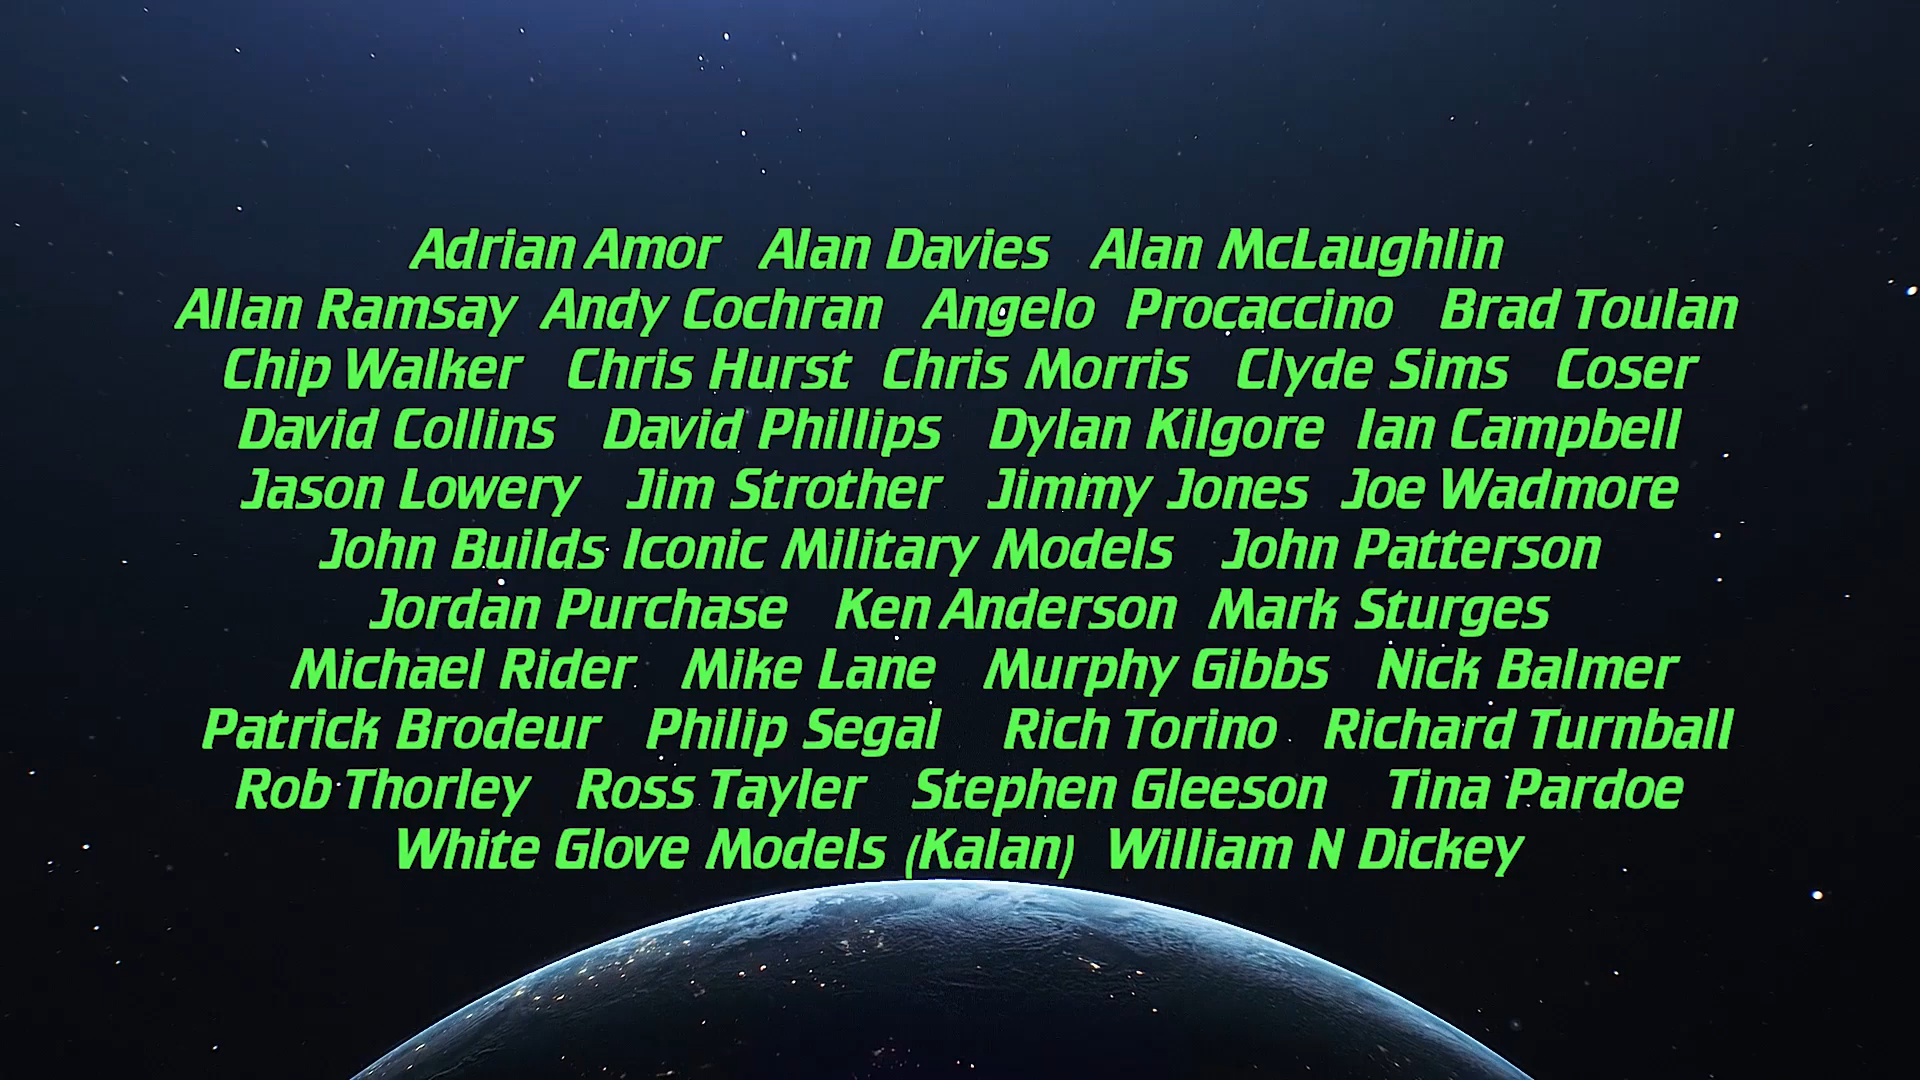 Adrian Amor Alan Davies Alan McLaughlin
Allan Ramsay Andy Cochran Angelo Procaccino Brad Toulan
Chip Walker Chris Hurst Chris Morris Clyde Sims Coser
David Collins David Phillips Dylan Kilgore Ian Campbell
Jason Lowery Jim Strother Jimmy Jones Joe Wadmore
John Builds Iconic Military Models John Patterson
Jordan Purchase Ken Anderson Mark Sturges
Michael Rider Mike Lane Murphy Gibbs Nick Balmer
Patrick Brodeur Philip Segal Rich Torino Richard Turnball
Rob Thorley Ross Tayler Stephen Gleeson Tina Pardoe
White Glove Models (Kalan) William N Dickey